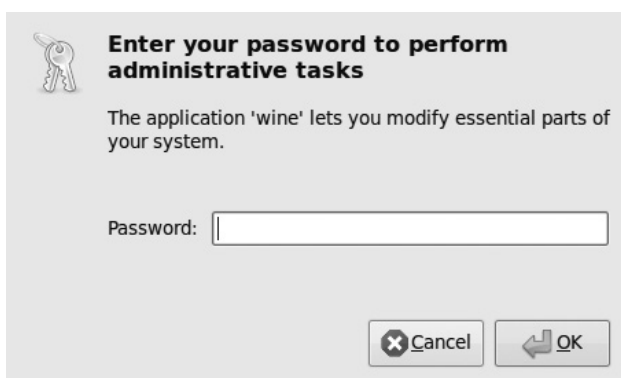 Enter your password to perform
administrative tasks
The application 'wine' lets you modify essential parts of
your system.
Password:
Cancel
OK